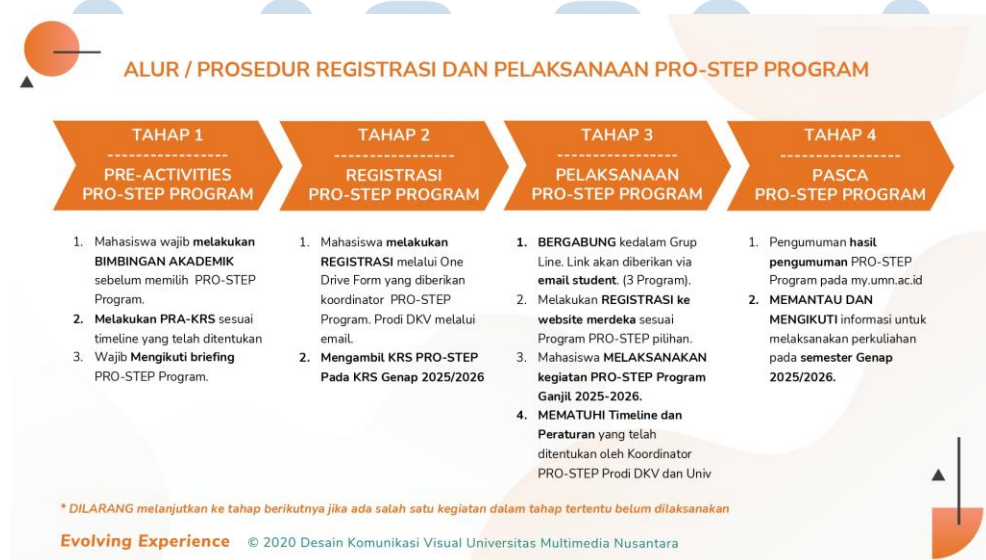 ALUR / PROSEDUR REGISTRASI DAN PELAKSANAAN PRO-STEP PROGRAM
TAHAP 1
-----------------
PRE-ACTIVITIES
PRO-STEP PROGRAM
1. Mahasiswa wajib melakukan
BIMBINGAN AKADEMIK
sebelum memilih PRO-STEP
Program.
2. Melakukan PRA-KRS sesuai
timeline yang telah ditentukan
3. Wajib Mengikuti briefing
PRO-STEP Program.
TAHAP 2
-----------------
REGISTRASI
PRO-STEP PROGRAM
1. Mahasiswa melakukan
REGISTRASI melalui One
Drive Form yang diberikan
koordinator PRO-STEP
Program. Prodi DKV melalui
email.
2. Mengambil KRS PRO-STEP
Pada KRS Genap 2025/2026
TAHAP 3
-----------------
PELAKSANAAN
PRO-STEP PROGRAM
1. BERGABUNG kedalam Grup
Line. Link akan diberikan via
email student. (3 Program).
2. Melakukan REGISTRASI ke
website merdeka sesuai
Program PRO-STEP pilihan.
3. Mahasiswa MELAKSANAKAN
kegiatan PRO-STEP Program
Ganjil 2025-2026.
4. MEMATUHI Timeline dan
Peraturan yang telah
ditentukan oleh Koordinator
PRO-STEP Prodi DKV dan Univ
TAHAP 4
-----------------
PASCA
PRO-STEP PROGRAM
1. Pengumuman hasil
pengumuman PRO-STEP
Program pada my.umn.ac.id
2. MEMANTAU DAN
MENGIKUTI informasi untuk
melaksanakan perkuliahan
pada semester Genap
2025/2026.
* DILARANG melanjutkan ke tahap berikutnya jika ada salah satu kegiatan dalam tahap tertentu belum dilaksanakan
Evolving Experience © 2020 Desain Komunikasi Visual Universitas Multimedia Nusantara